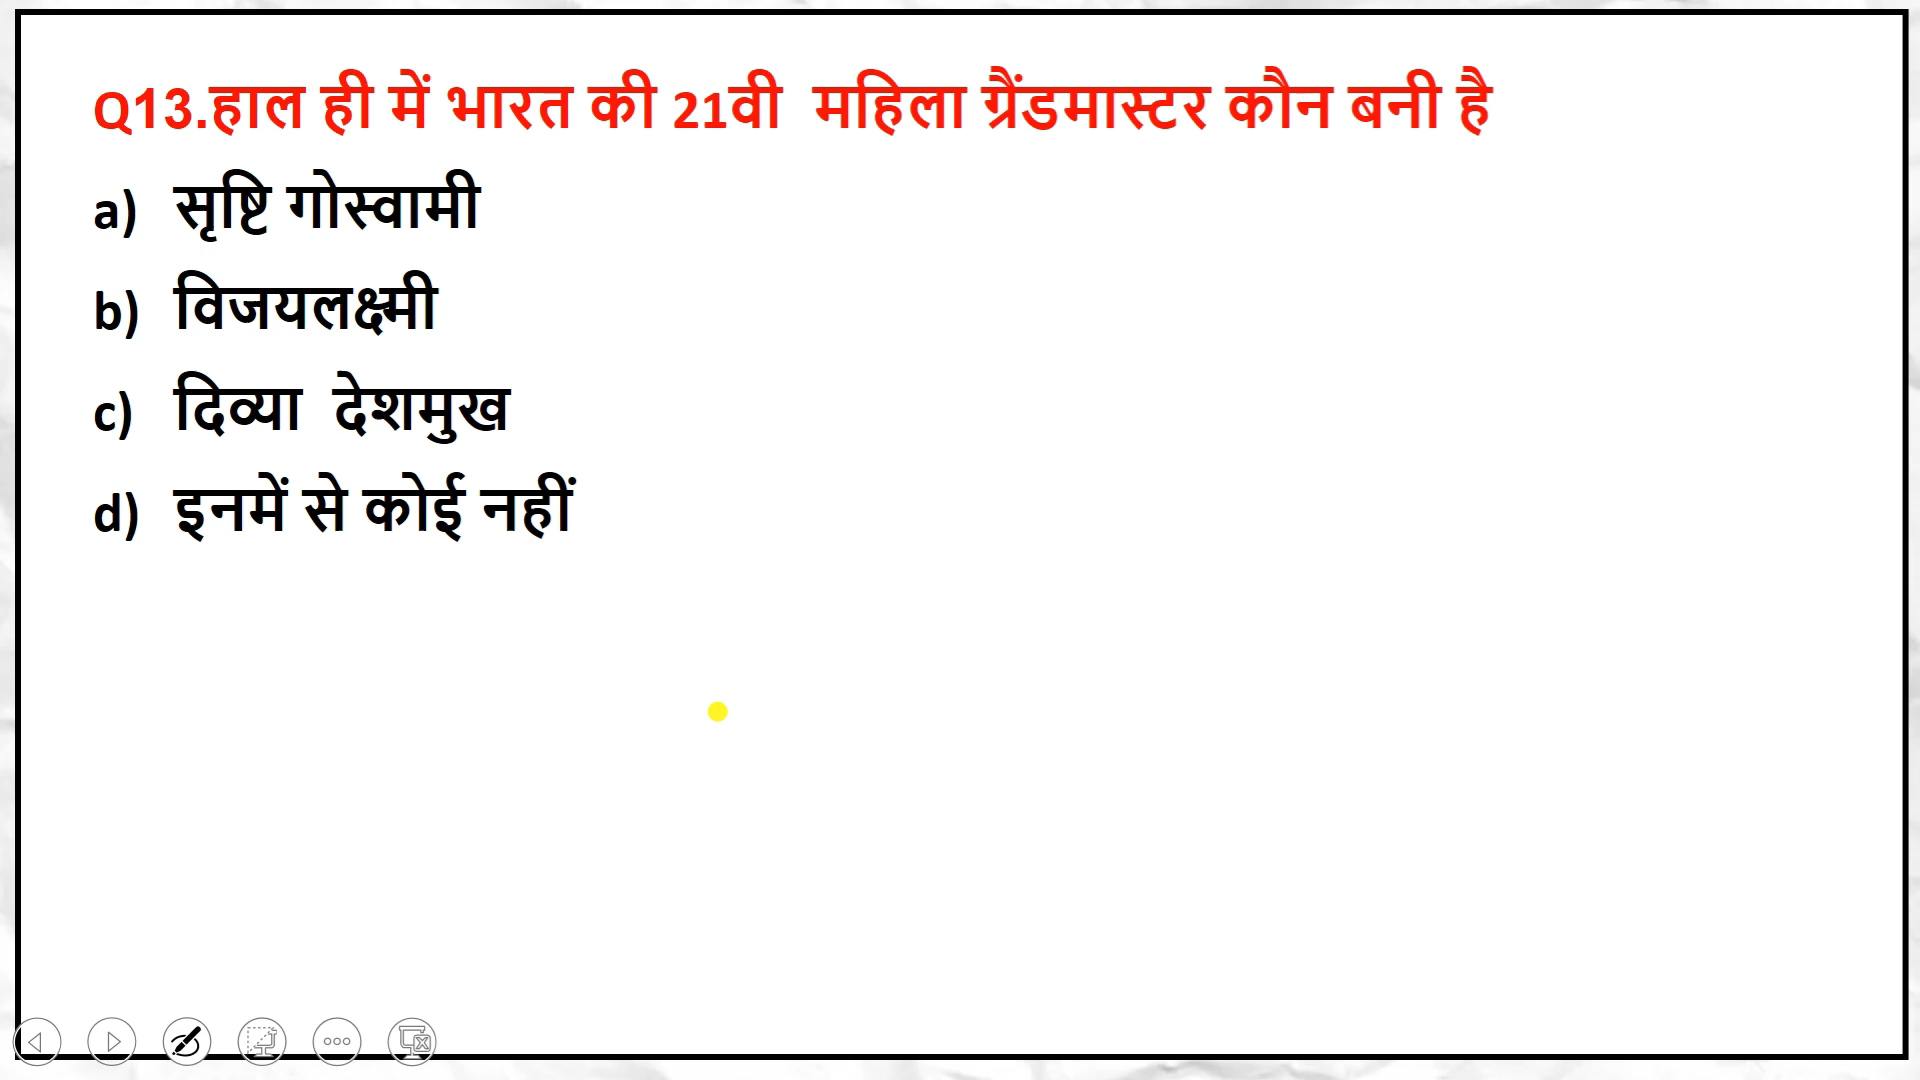 Q13.हाल ही में भारत की 21वी महिला ग्रैंडमास्टर कौन बनी है
a) सृष्टि गोस्वामी
b) विजयलक्ष्मी
c) दिव्या देशमुख
d) इनमें से कोई नहीं